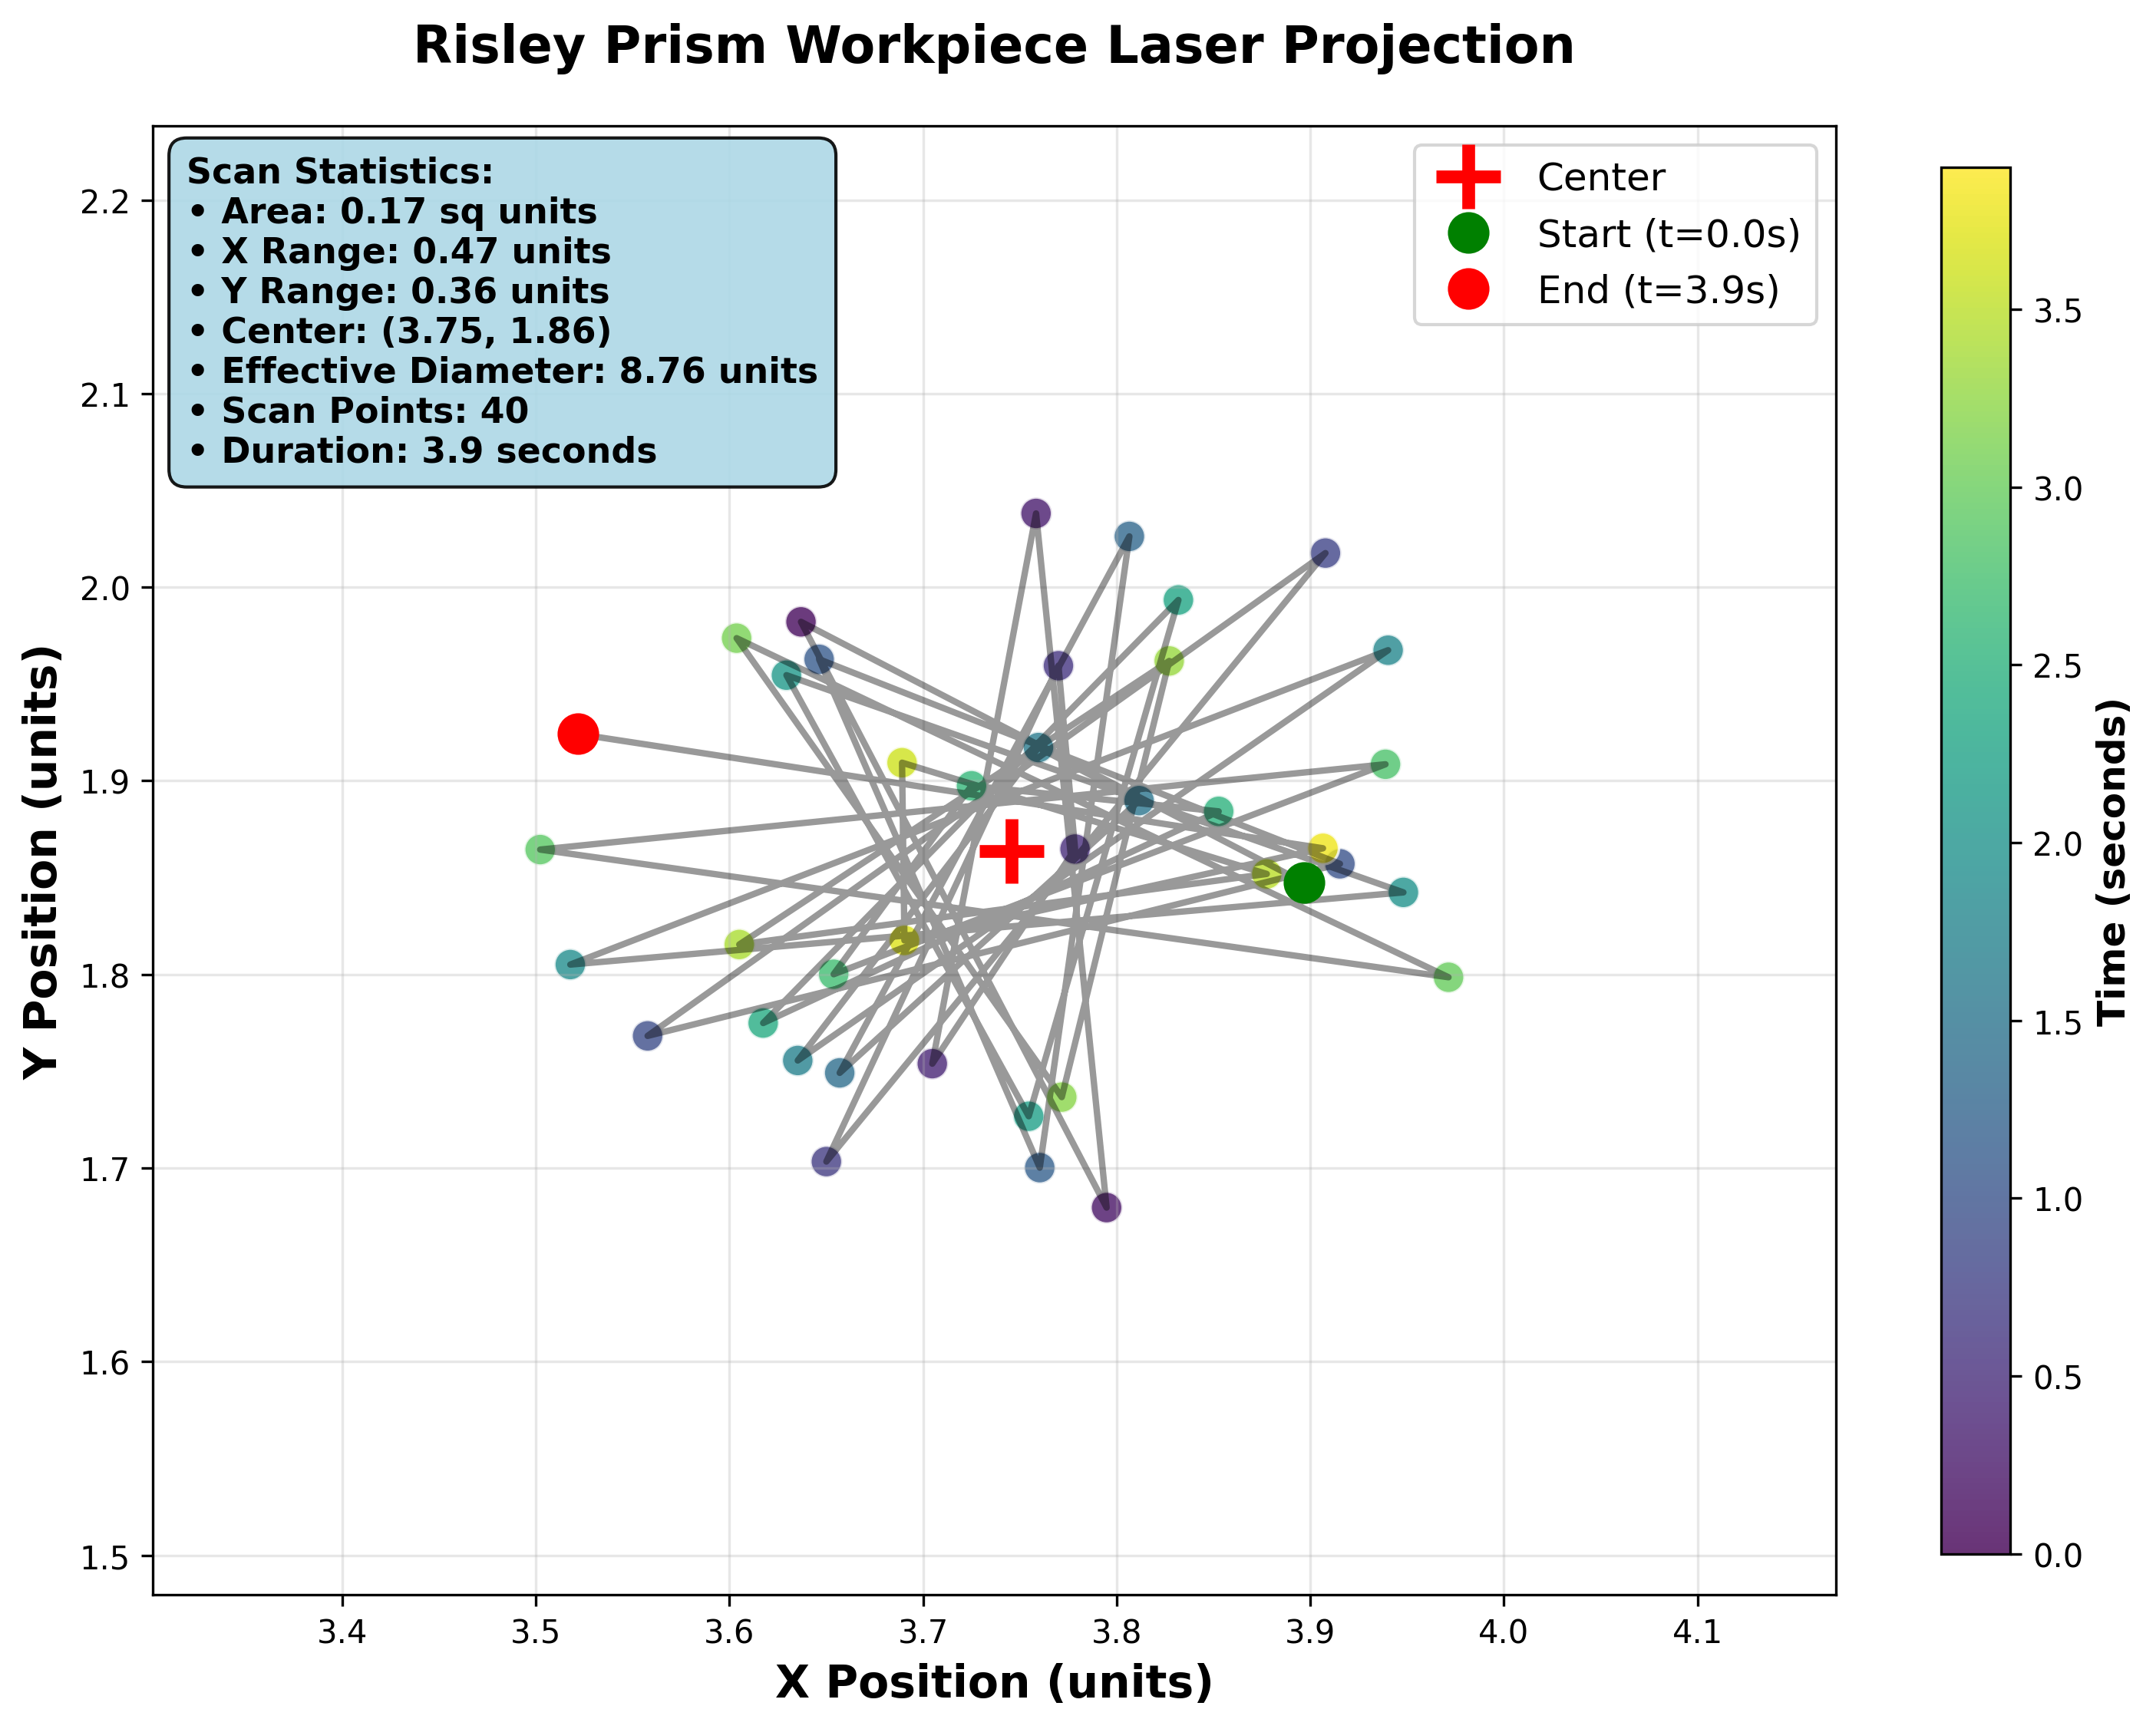 Risley Prism Workpiece Laser Projection
Scan Statistics:
• Area: 0.17 sq units
• X Range: 0.47 units
• Y Range: 0.36 units
• Center: (3.75, 1.86)
• Effective Diameter: 8.76 units
• Scan Points: 40
• Duration: 3.9 seconds
Center
Start (t=0.0s)
End (t=3.9s)
Y Position (units)
2.2
2.1
2.0
1.9
1.8
1.7
1.6
1.5
3.4 3.5 3.6 3.7 3.8 3.9 4.0 4.1
X Position (units)
3.5
3.0
2.5
2.0
1.5
1.0
0.5
0.0
Time (seconds)